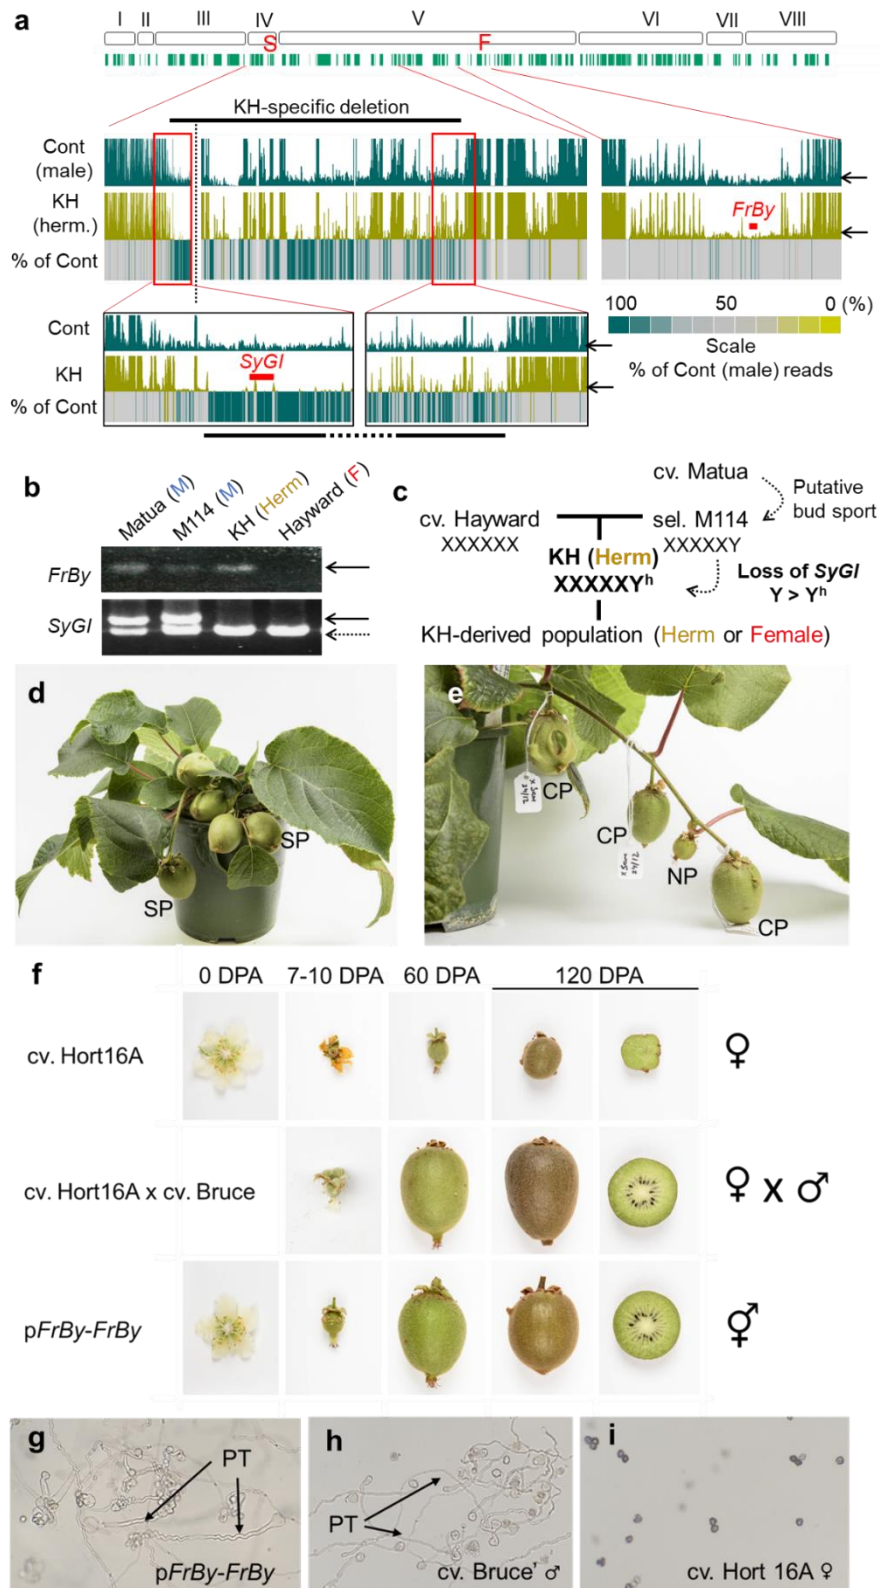 a
I II III IV V VI VII VIII
S F
KH-specific deletion
Cont
(male)
KH
(herm.)
FrBy
% of Cont
100 50 0 (%)
Scale
% of Cont (male) reads
Cont
KH
SyGI
% of Cont
b
Matua (M)
M114 (M)
KH (Herm)
Hayward (F)
FrBy
SyGI
c
cv. Matua
Putative
bud sport
cv. Hayward
sel. M114
XXXXXX
XXXXXY
KH (Herm)
XXXXXYʰ
Loss of SyGI
Y > Yʰ
KH-derived population (Herm or Female)
d
SP
SP
e
CP
CP
NP
CP
x Sam
24/12
f
0 DPA 7-10 DPA 60 DPA 120 DPA
cv. Hort16A ♀
cv. Hort16A x cv. Bruce ♀ X ♂
pFrBy-FrBy ⚥
g
PT
pFrBy-FrBy
h
PT
cv. Bruce' ♂
i
cv. Hort 16A ♀